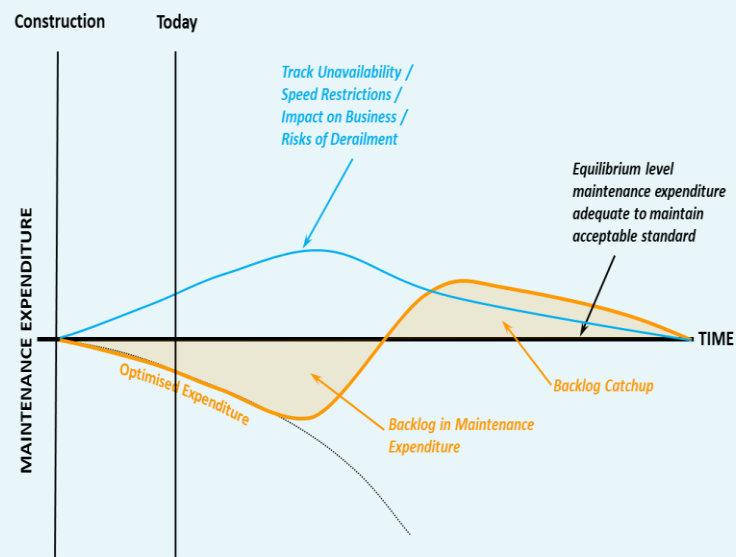 Construction
Today
Track Unavailability /
Speed Restrictions /
Impact on Business /
Risks of Derailment
Equilibrium level
maintenance expenditure
adequate to maintain
acceptable standard
MAINTENANCE EXPENDITURE
TIME
Optimised Expenditure
Backlog Catchup
Backlog in Maintenance
Expenditure